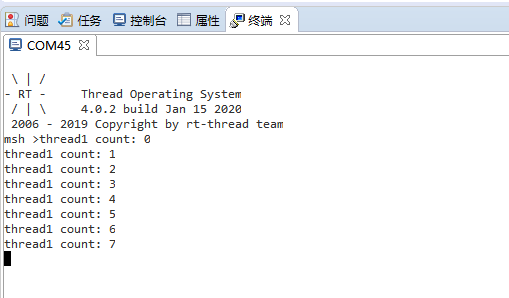 问题 任务 控制台 属性 终端
COM45
\ | /
- RT -     Thread Operating System
/ | \     4.0.2 build Jan 15 2020
2006 - 2019 Copyright by rt-thread team
msh >thread1 count: 0
thread1 count: 1
thread1 count: 2
thread1 count: 3
thread1 count: 4
thread1 count: 5
thread1 count: 6
thread1 count: 7